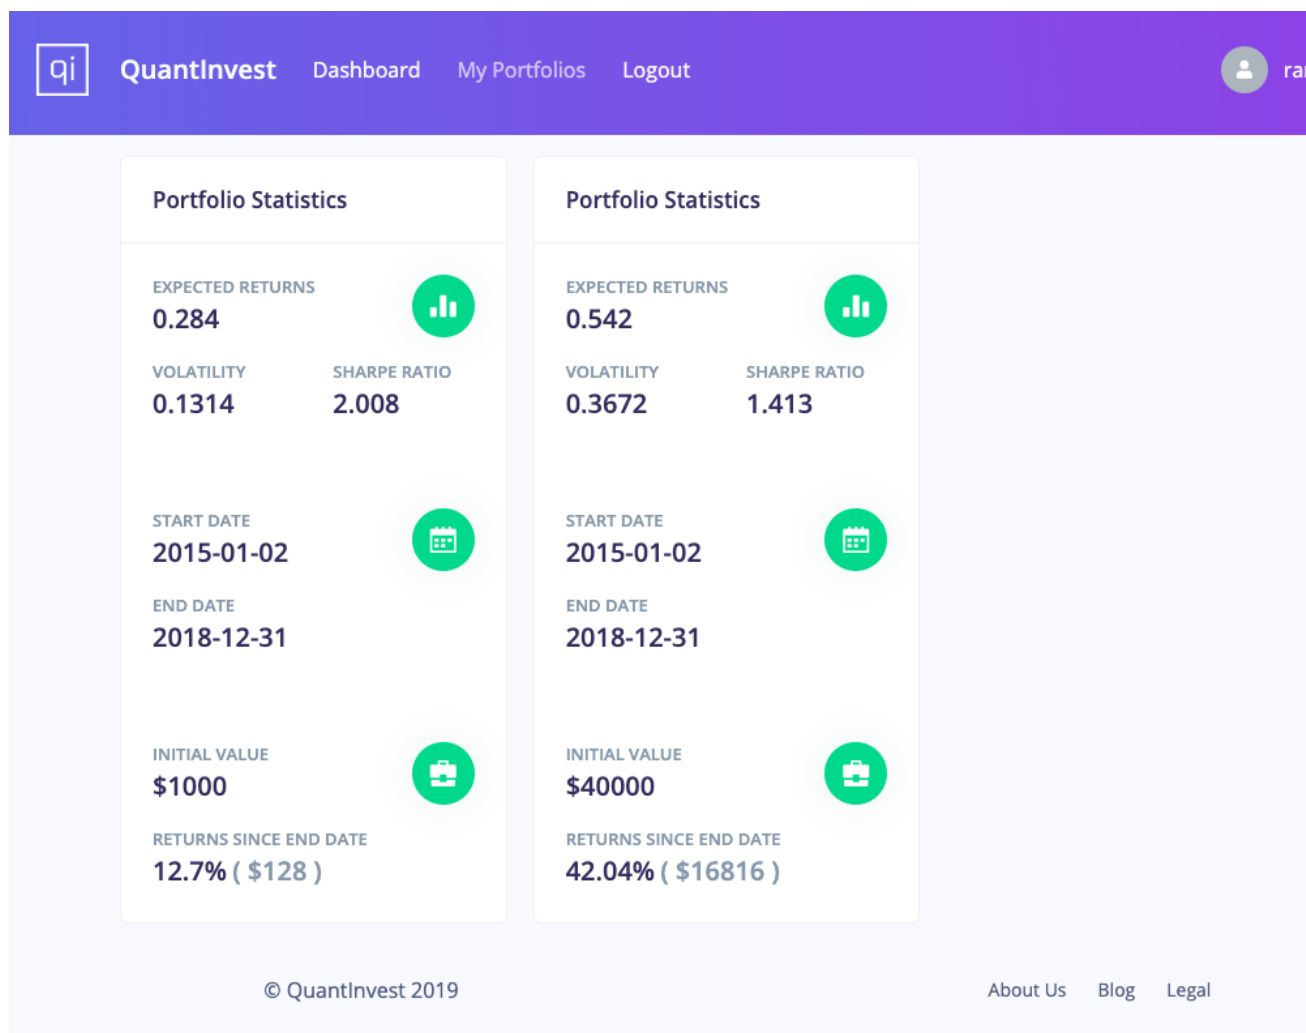 qi QuantInvest Dashboard My Portfolios Logout
Portfolio Statistics
EXPECTED RETURNS
0.284
VOLATILITY SHARPE RATIO
0.1314 2.008
START DATE
2015-01-02
END DATE
2018-12-31
INITIAL VALUE
$1000
RETURNS SINCE END DATE
12.7% ( $128 )
Portfolio Statistics
EXPECTED RETURNS
0.542
VOLATILITY SHARPE RATIO
0.3672 1.413
START DATE
2015-01-02
END DATE
2018-12-31
INITIAL VALUE
$40000
RETURNS SINCE END DATE
42.04% ( $16816 )
© QuantInvest 2019 About Us Blog Legal